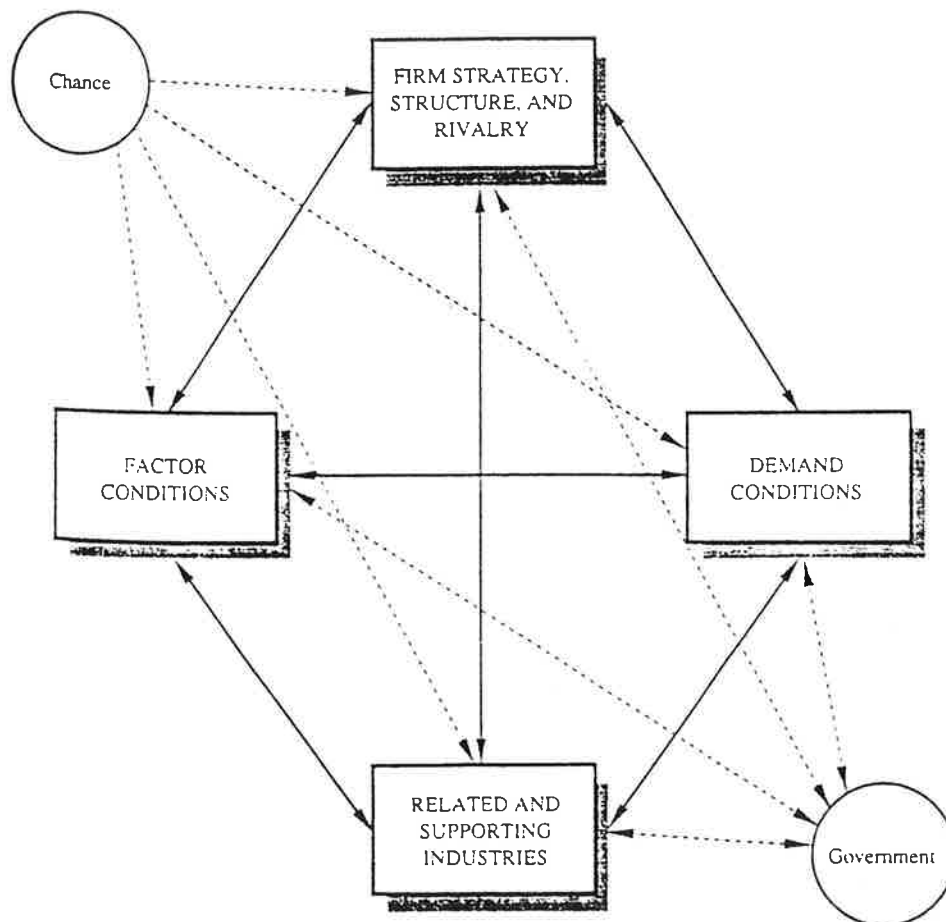 Chance
FIRM STRATEGY,
STRUCTURE, AND
RIVALRY
FACTOR
CONDITIONS
DEMAND
CONDITIONS
RELATED AND
SUPPORTING
INDUSTRIES
Government